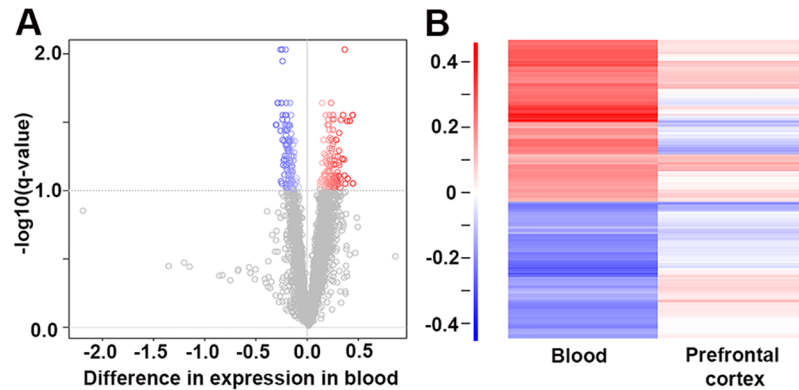 A
-log10(q-value)
2.0
1.0
0.0
-2.0 -1.5 -1.0 -0.5 0.0 0.5
Difference in expression in blood
B
0.4
0.2
0
-0.2
-0.4
Blood
Prefrontal
cortex